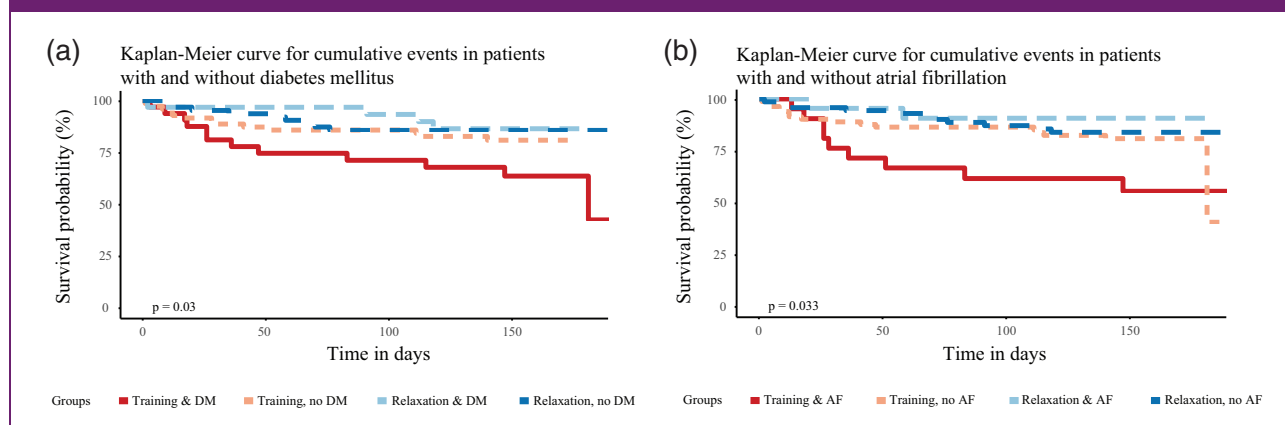 (a)
Kaplan-Meier curve for cumulative events in patients
with and without diabetes mellitus
100
75
50
25
0
Survival probability (%)
p = 0.03
0 50 100 150
Time in days
Groups Training & DM Training, no DM Relaxation & DM Relaxation, no DM
(b)
Kaplan-Meier curve for cumulative events in patients
with and without atrial fibrillation
100
75
50
25
0
Survival probability (%)
p = 0.033
0 50 100 150
Time in days
Groups Training & AF Training, no AF Relaxation & AF Relaxation, no AF